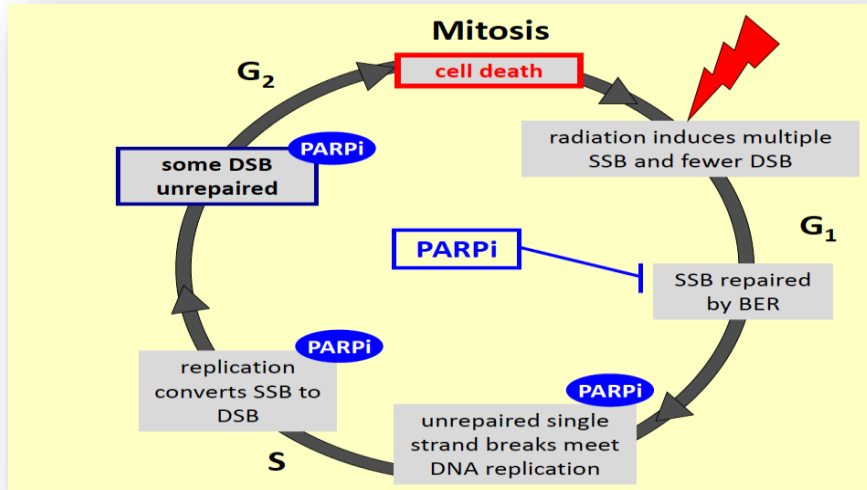 Mitosis
cell death
G₂
radiation induces multiple
SSB and fewer DSB
PARPi
some DSB
unrepaired
G₁
PARPi
SSB repaired
by BER
PARPi
replication
converts SSB to
DSB
PARPi
unrepaired single
strand breaks meet
DNA replication
S